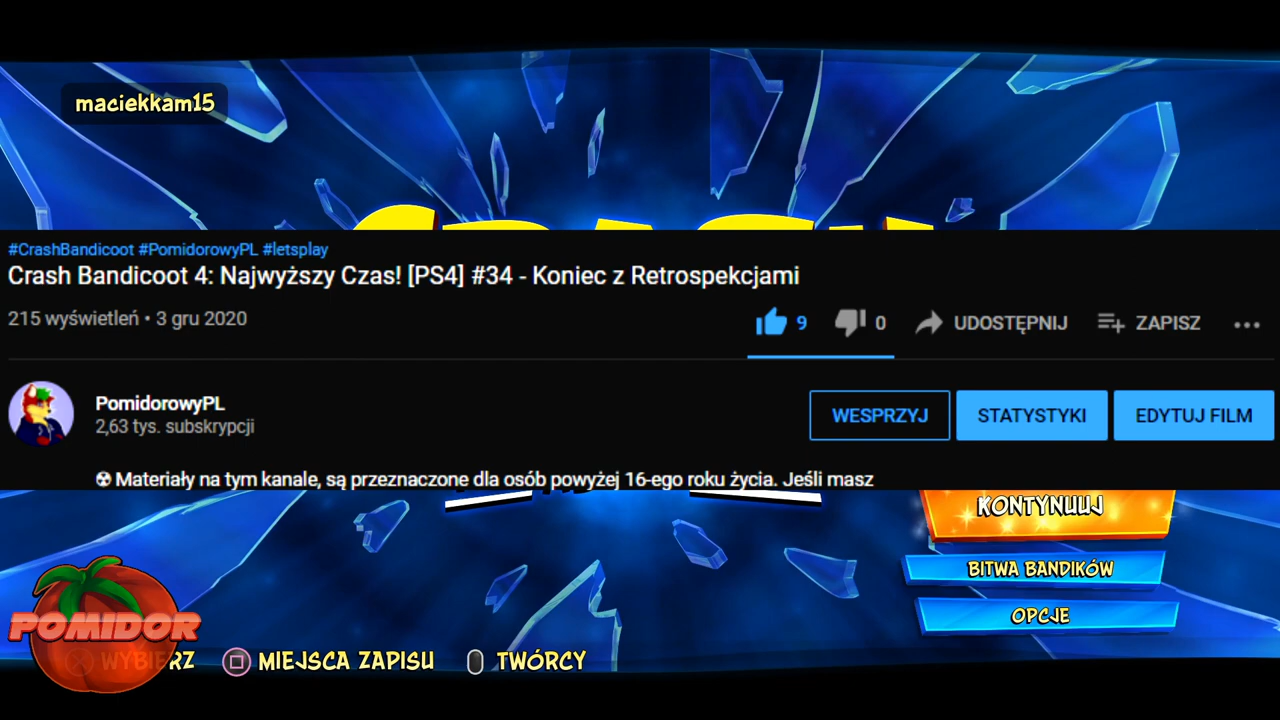 maciekkam15
#CrashBandicoot #PomidorowyPL #letsplay
Crash Bandicoot 4: Najwyższy Czas! [PS4] #34 - Koniec z Retrospekcjami
215 wyświetleń • 3 gru 2020
9
0
UDOSTĘPNIJ
ZAPISZ
PomidorowyPL
2,63 tys. subskrypcji
WESPRZYJ
STATYSTYKI
EDYTUJ FILM
☢ Materiały na tym kanale, są przeznaczone dla osób powyżej 16-ego roku życia. Jeśli masz
KONTYNUUJ
BITWA BANDIKÓW
OPCJE
POMIDOR
WYBIERZ
MIEJSCA ZAPISU
TWÓRCY